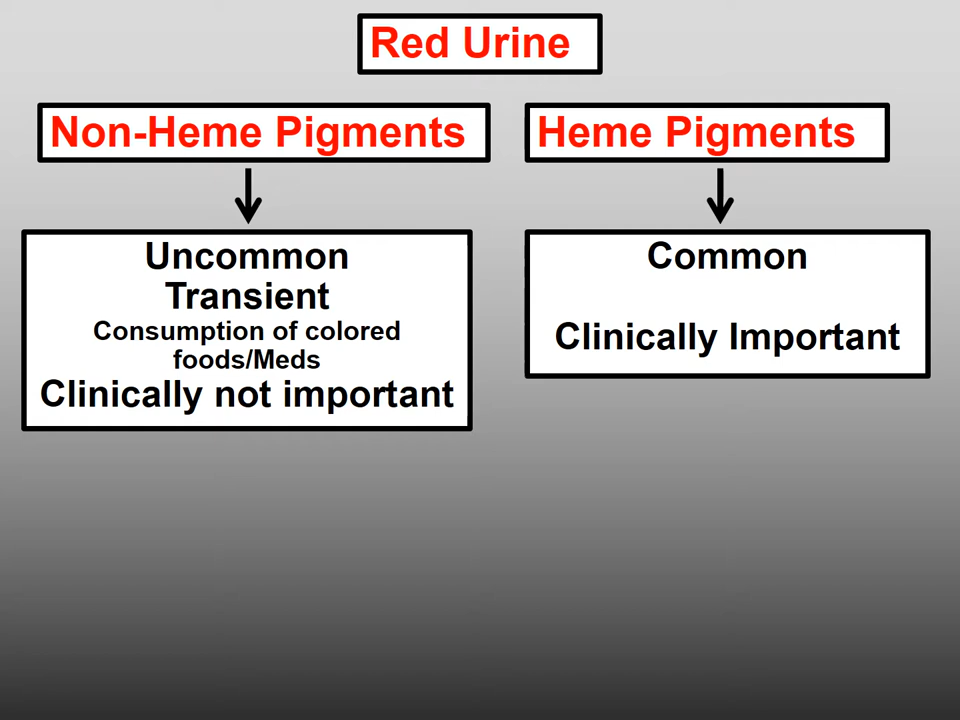 Red Urine
Non-Heme Pigments
Heme Pigments
Uncommon
Transient
Consumption of colored
foods/Meds
Clinically not important
Common
Clinically Important